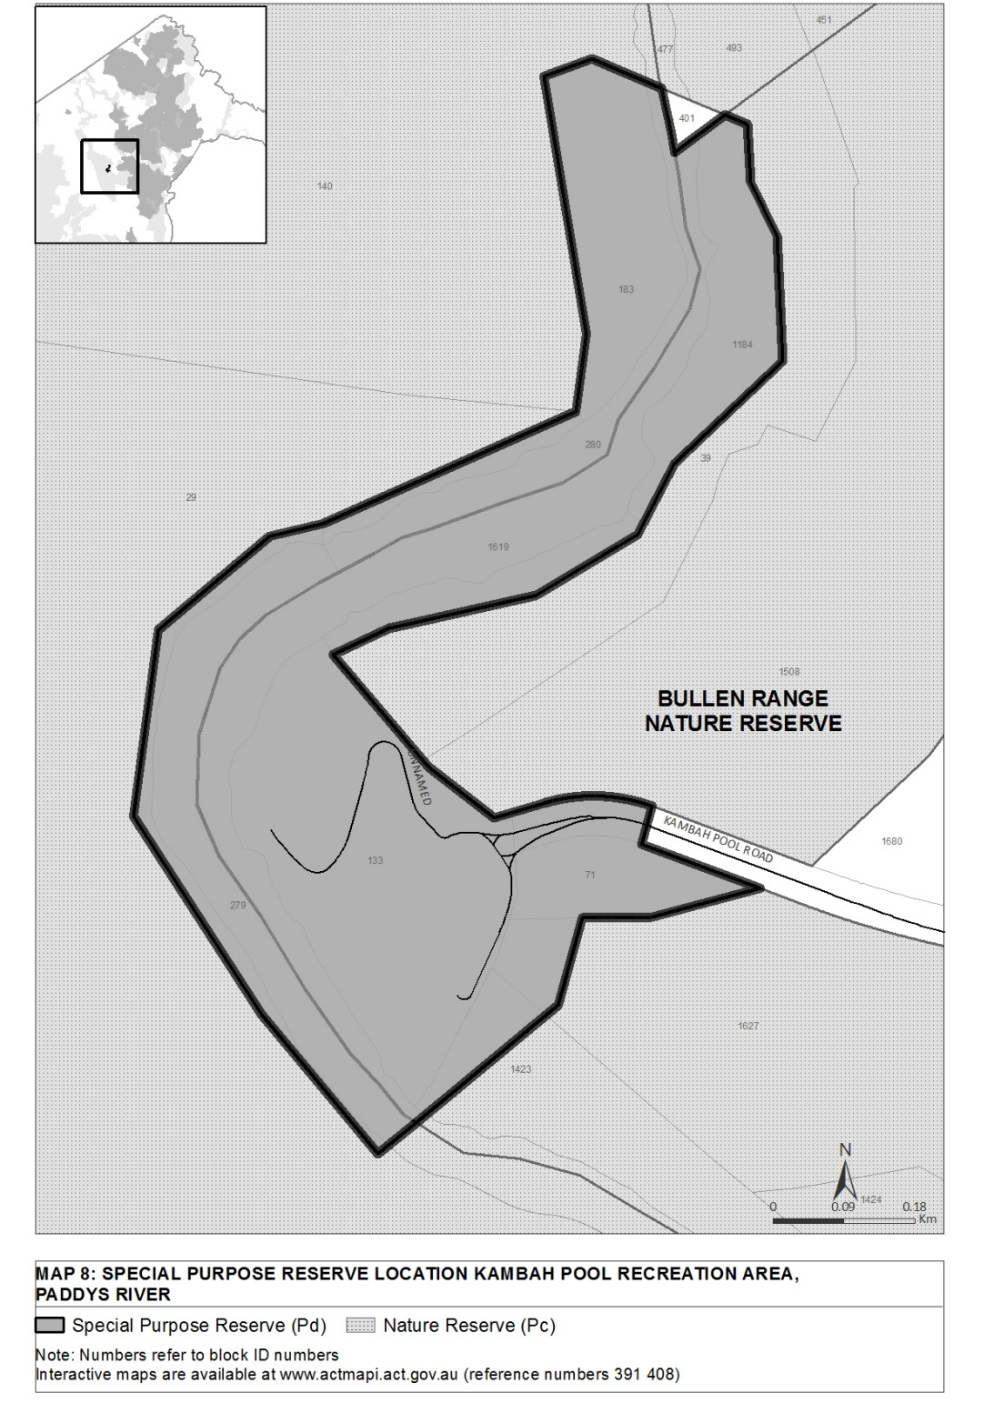 451
477
493
401
140
183
1184
280
39
29
1619
1508
BULLEN RANGE
NATURE RESERVE
UNNAMED
KAMBAH POOL ROAD
1680
133
71
279
1627
1423
N
1424
0 0.09 0.18
Km
MAP 8: SPECIAL PURPOSE RESERVE LOCATION KAMBAH POOL RECREATION AREA,
PADDYS RIVER
Special Purpose Reserve (Pd) Nature Reserve (Pc)
Note: Numbers refer to block ID numbers
Interactive maps are available at www.actmapi.act.gov.au (reference numbers 391 408)